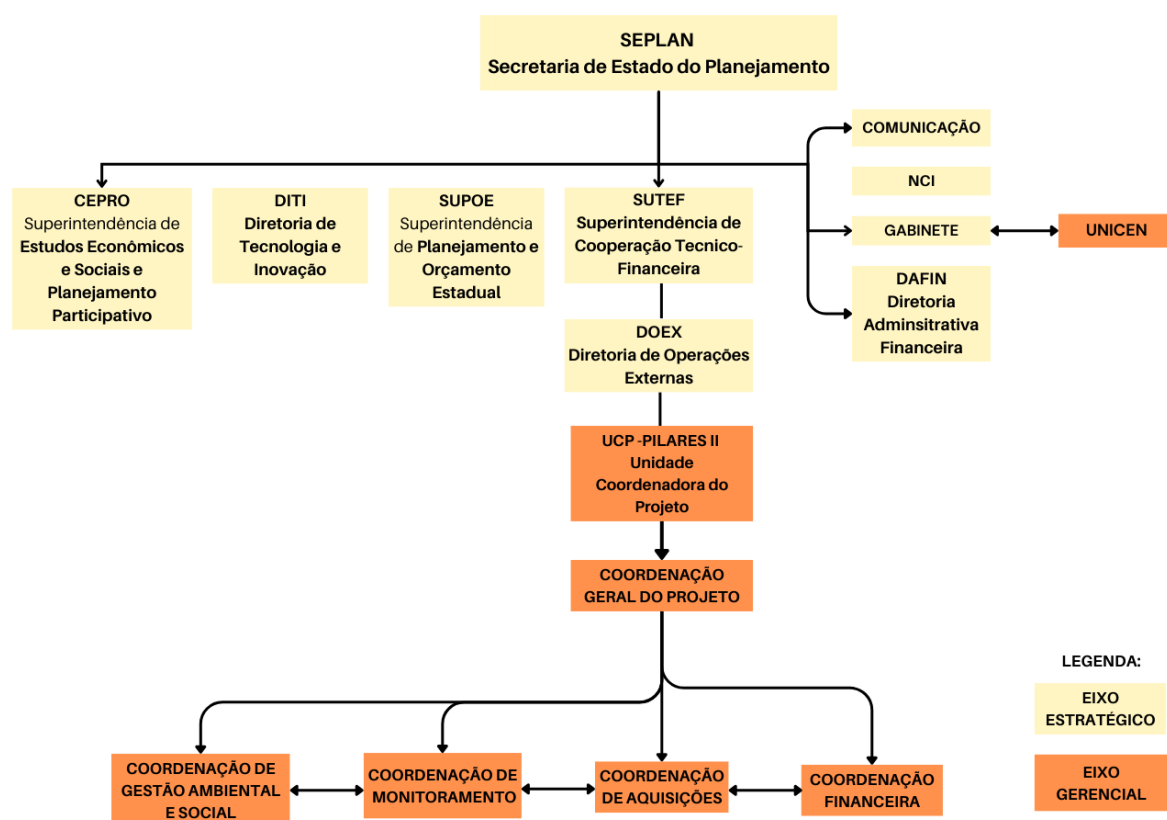 SEPLAN
Secretaria de Estado do Planejamento
COMUNICAÇÃO
NCI
GABINETE
UNICEN
DAFIN
Diretoria
Adminsitrativa
Financeira
CEPRO
Superintendência de
Estudos Econômicos
e Sociais e
Planejamento
Participativo
DITI
Diretoria de
Tecnologia e
Inovação
SUPOE
Superintendência
de Planejamento e
Orçamento
Estadual
SUTEF
Superintendência de
Cooperação Tecnico-
Financeira
DOEX
Diretoria de Operações
Externas
UCP -PILARES II
Unidade
Coordenadora do
Projeto
COORDENAÇÃO
GERAL DO PROJETO
COORDENAÇÃO DE
GESTÃO AMBIENTAL
E SOCIAL
COORDENAÇÃO DE
MONITORAMENTO
COORDENAÇÃO
DE AQUISIÇÕES
COORDENAÇÃO
FINANCEIRA
LEGENDA:
EIXO
ESTRATÉGICO
EIXO
GERENCIAL